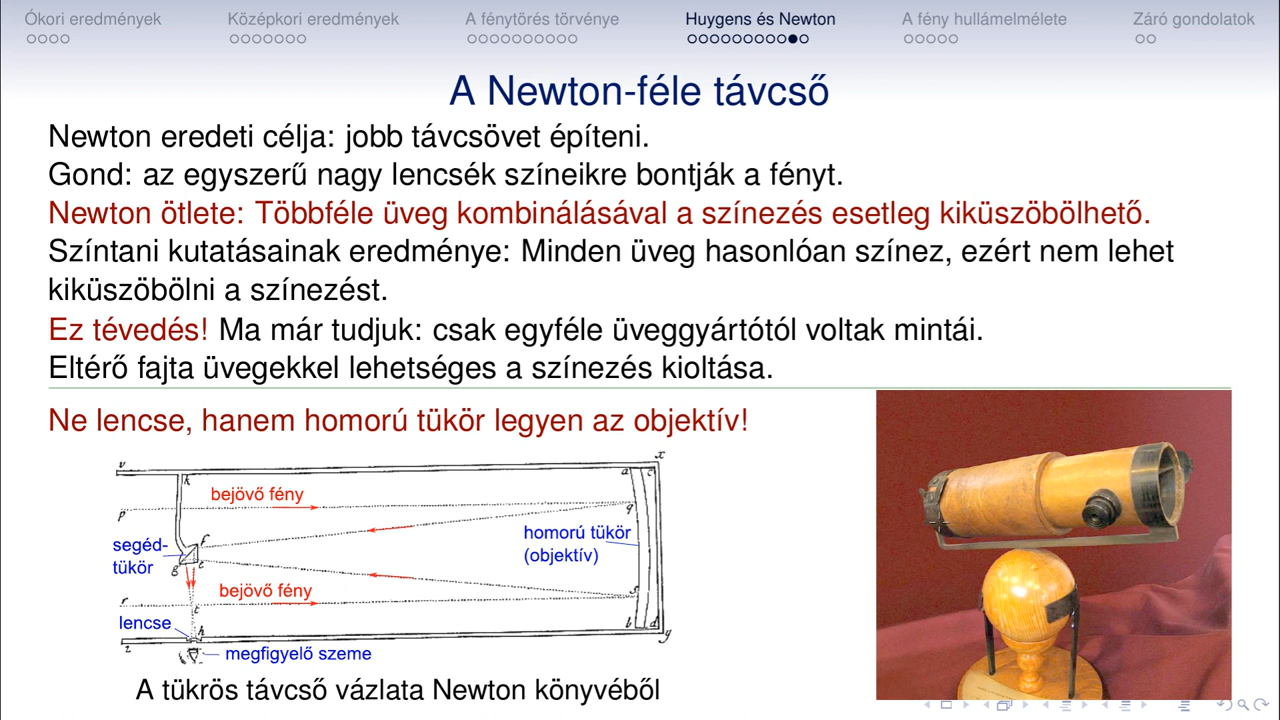 Ókori eredmények
Középkori eredmények
A fénytörés törvénye
Huygens és Newton
A fény hullámelmélete
Záró gondolatok
A Newton-féle távcső
Newton eredeti célja: jobb távcsövet építeni.
Gond: az egyszerű nagy lencsék színeikre bontják a fényt.
Newton ötlete: Többféle üveg kombinálásával a színezés esetleg kiküszöbölhető.
Színtani kutatásainak eredménye: Minden üveg hasonlóan színez, ezért nem lehet
kiküszöbölni a színezést.
Ez tévedés! Ma már tudjuk: csak egyféle üveggyártótól voltak mintái.
Eltérő fajta üvegekkel lehetséges a színezés kioltása.
Ne lencse, hanem homorú tükör legyen az objektív!
v
x
k
a c
bejövő fény
p
q
homorú tükör
(objektív)
segéd-
tükör
f
g e
bejövő fény
r
t
s
lencse
h
b d
y
z
megfigyelő szeme
A tükrös távcső vázlata Newton könyvéből